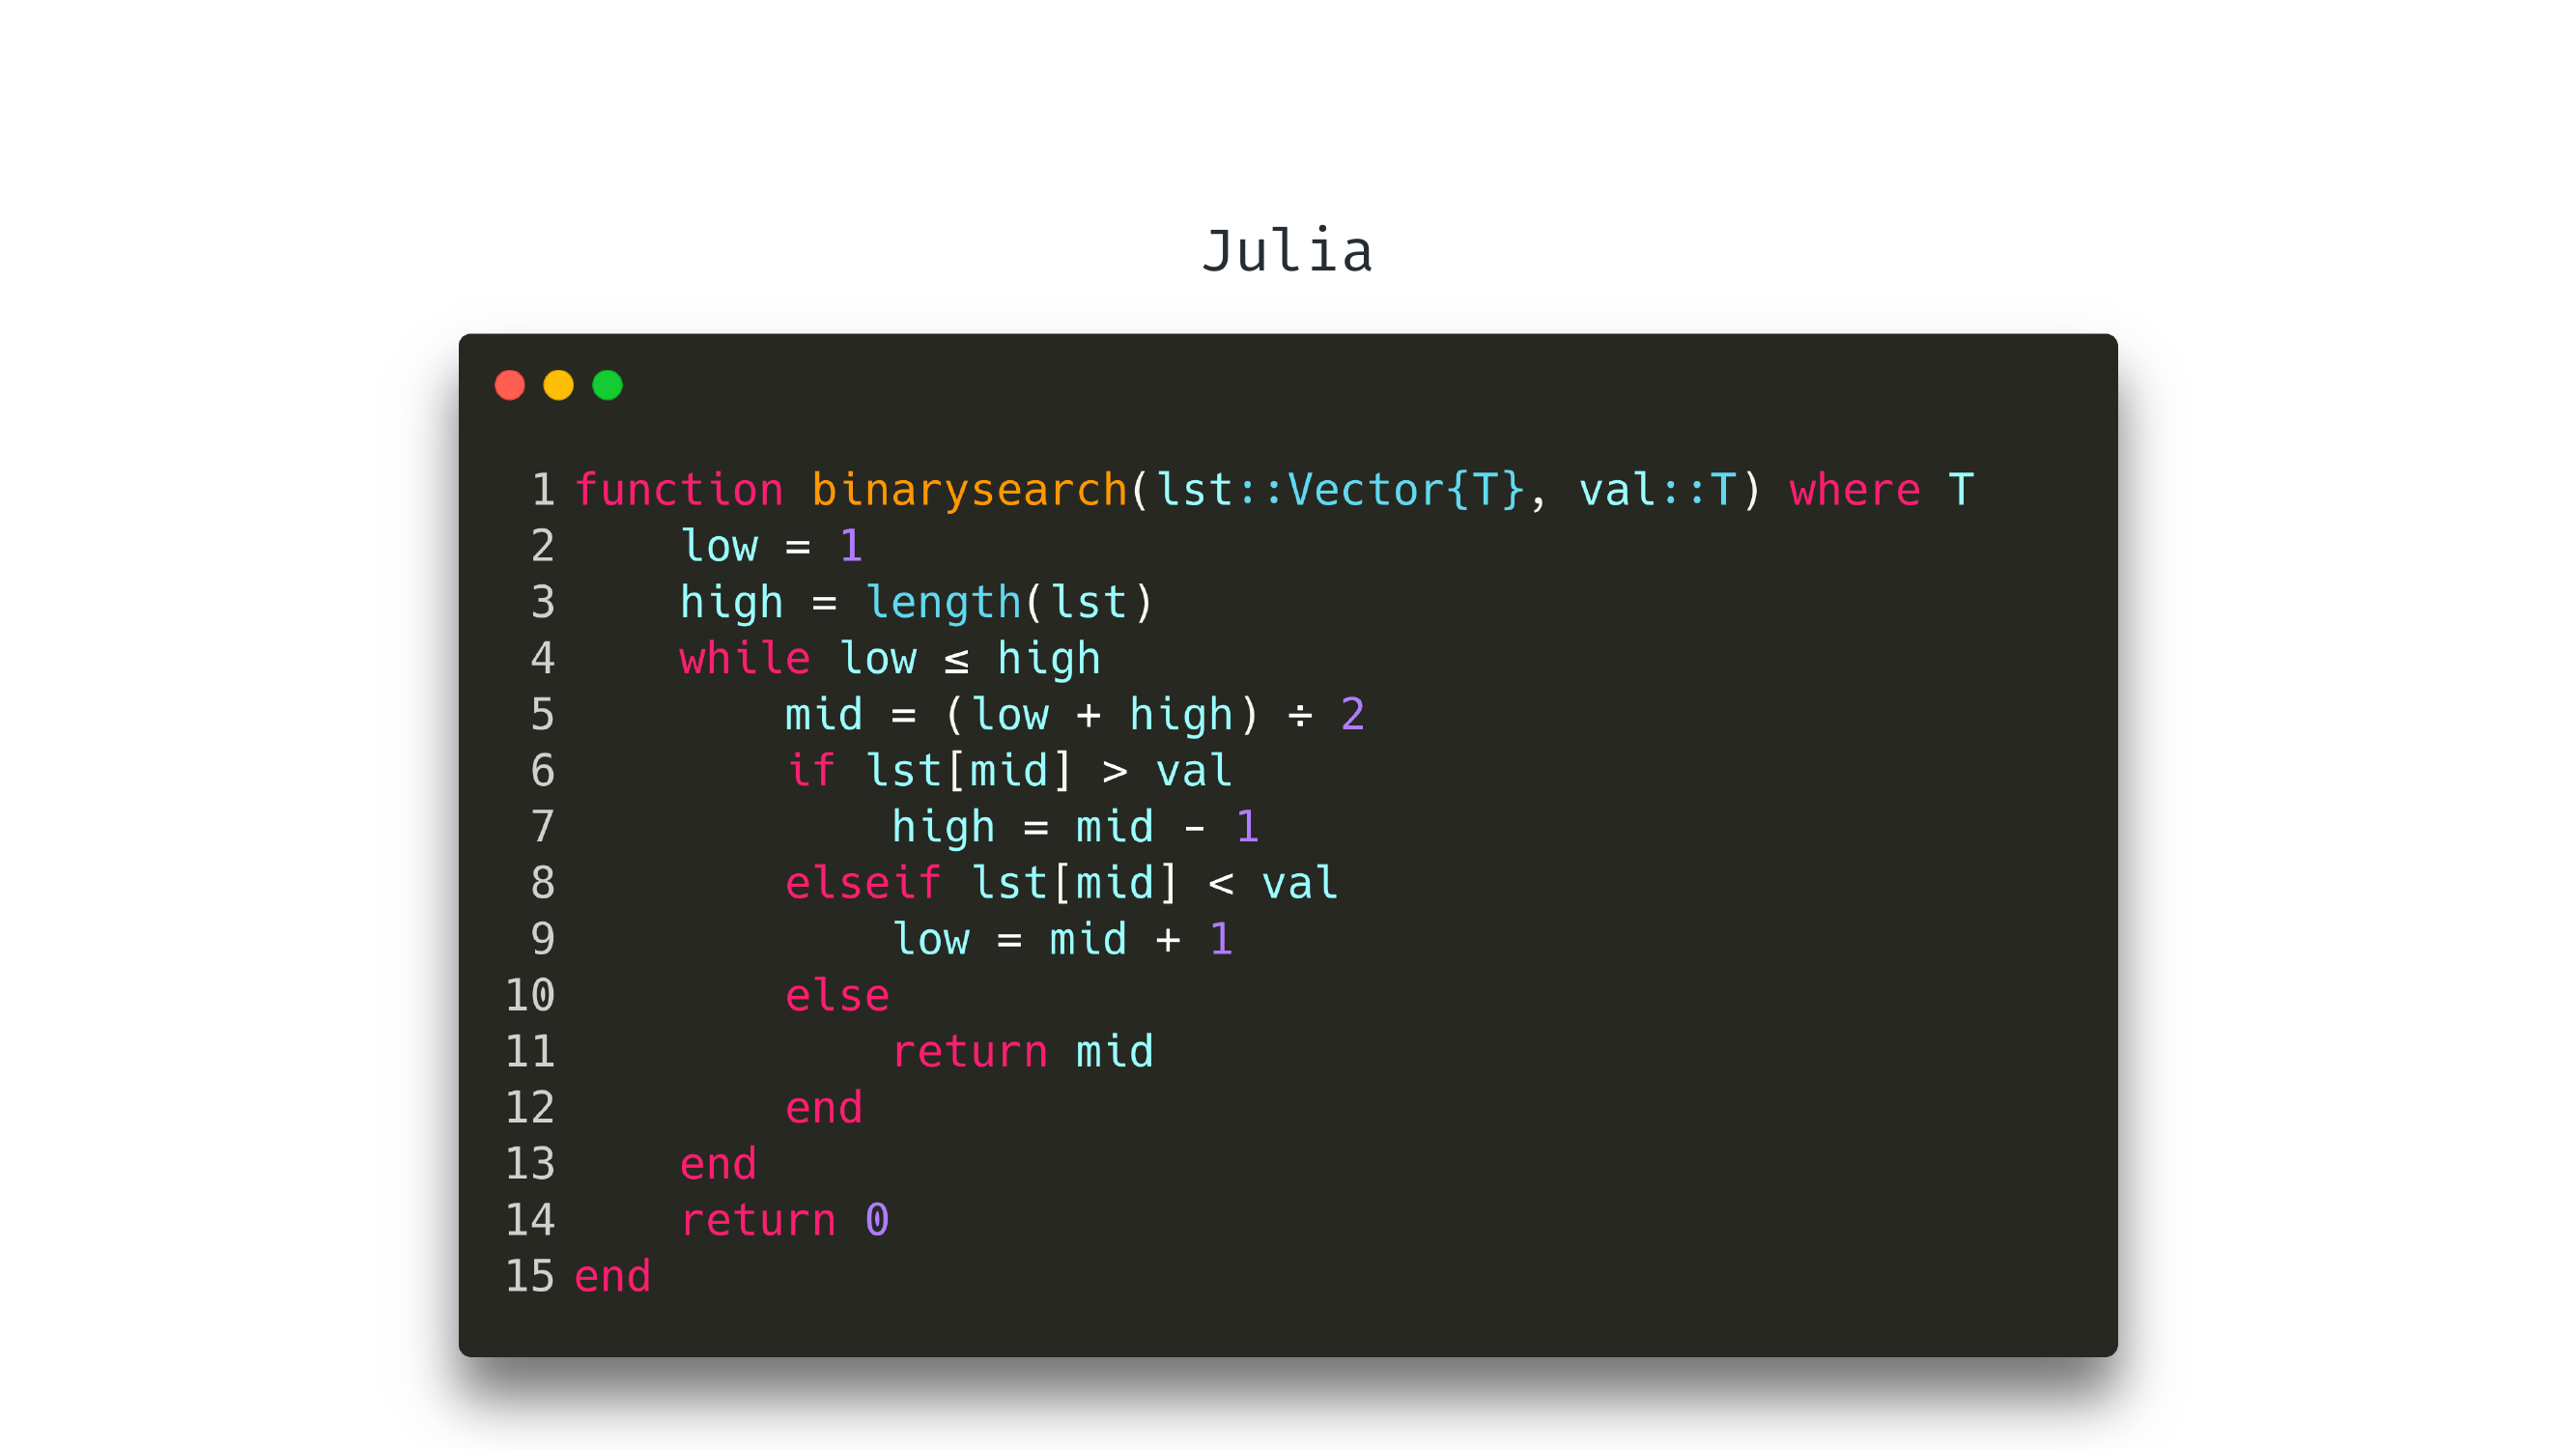 Julia
1 function binarysearch(lst::Vector{T}, val::T) where T
2     low = 1
3     high = length(lst)
4     while low ≤ high
5         mid = (low + high) ÷ 2
6         if lst[mid] > val
7             high = mid - 1
8         elseif lst[mid] < val
9             low = mid + 1
10         else
11             return mid
12         end
13     end
14     return 0
15 end